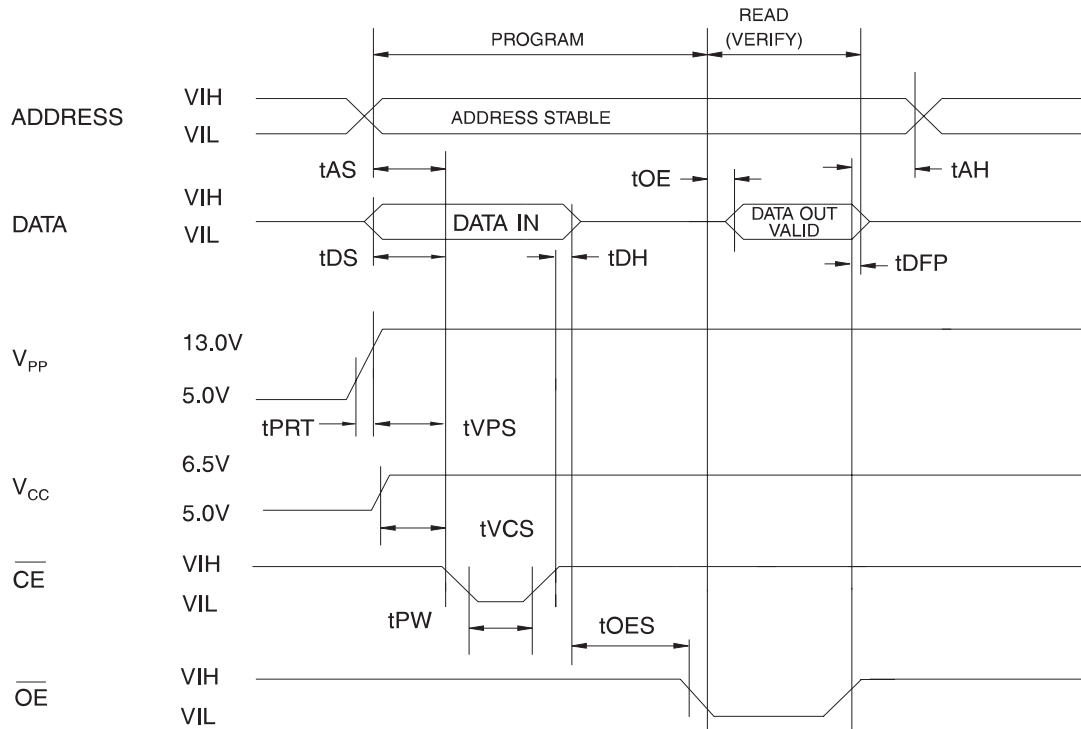 READ
PROGRAM (VERIFY)
VIH
ADDRESS ADDRESS STABLE
VIL
tAS tOE tAH
VIH
DATA DATA IN DATA OUT
VIL VALID
tDS tDH tDFP
13.0V
VPP
5.0V
tPRT tVPS
6.5V
VCC
5.0V
tVCS
VIH
CE
VIL
tPW tOES
VIH
OE
VIL